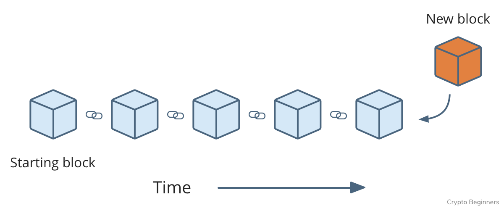 New block
Starting block
Time
Crypto Beginners